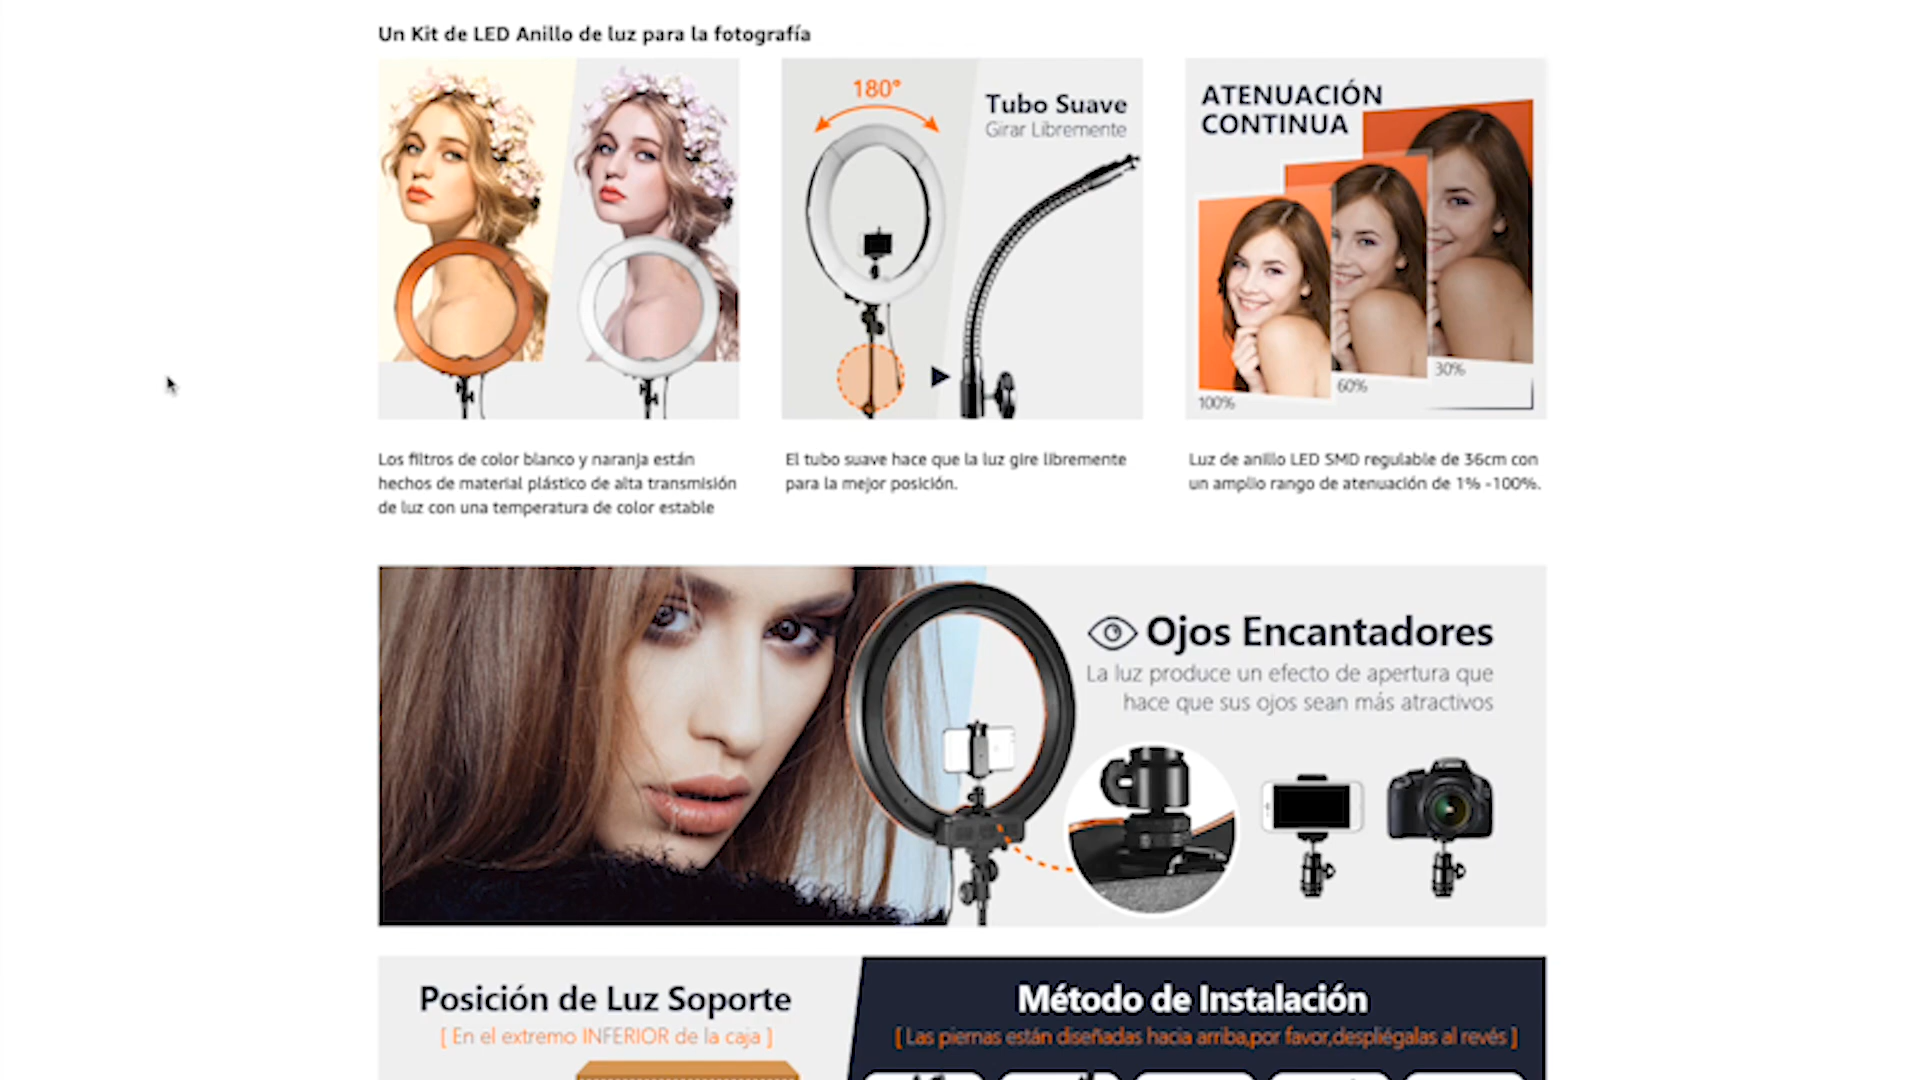 Un Kit de LED Anillo de luz para la fotografía
180°
Tubo Suave
Girar Libremente
ATENUACIÓN
CONTINUA
100%
60%
30%
Los filtros de color blanco y naranja están
hechos de material plástico de alta transmisión
de luz con una temperatura de color estable
El tubo suave hace que la luz gire libremente
para la mejor posición.
Luz de anillo LED SMD regulable de 36cm con
un amplio rango de atenuación de 1% -100%.
Ojos Encantadores
La luz produce un efecto de apertura que
hace que sus ojos sean más atractivos
Posición de Luz Soporte
[ En el extremo INFERIOR de la caja ]
Método de Instalación
[ Las piernas están diseñadas hacia arriba,por favor,despliégalas al revés ]